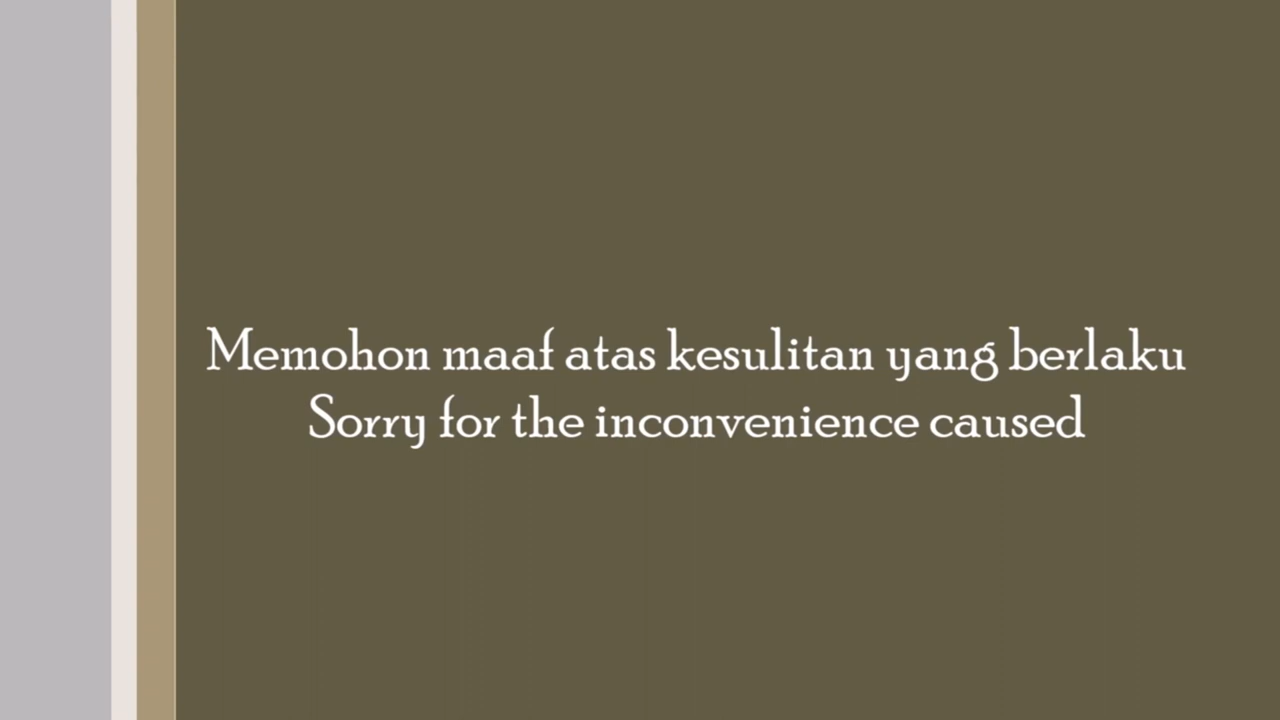 Memohon maaf atas kesulitan yang berlaku
Sorry for the inconvenience caused